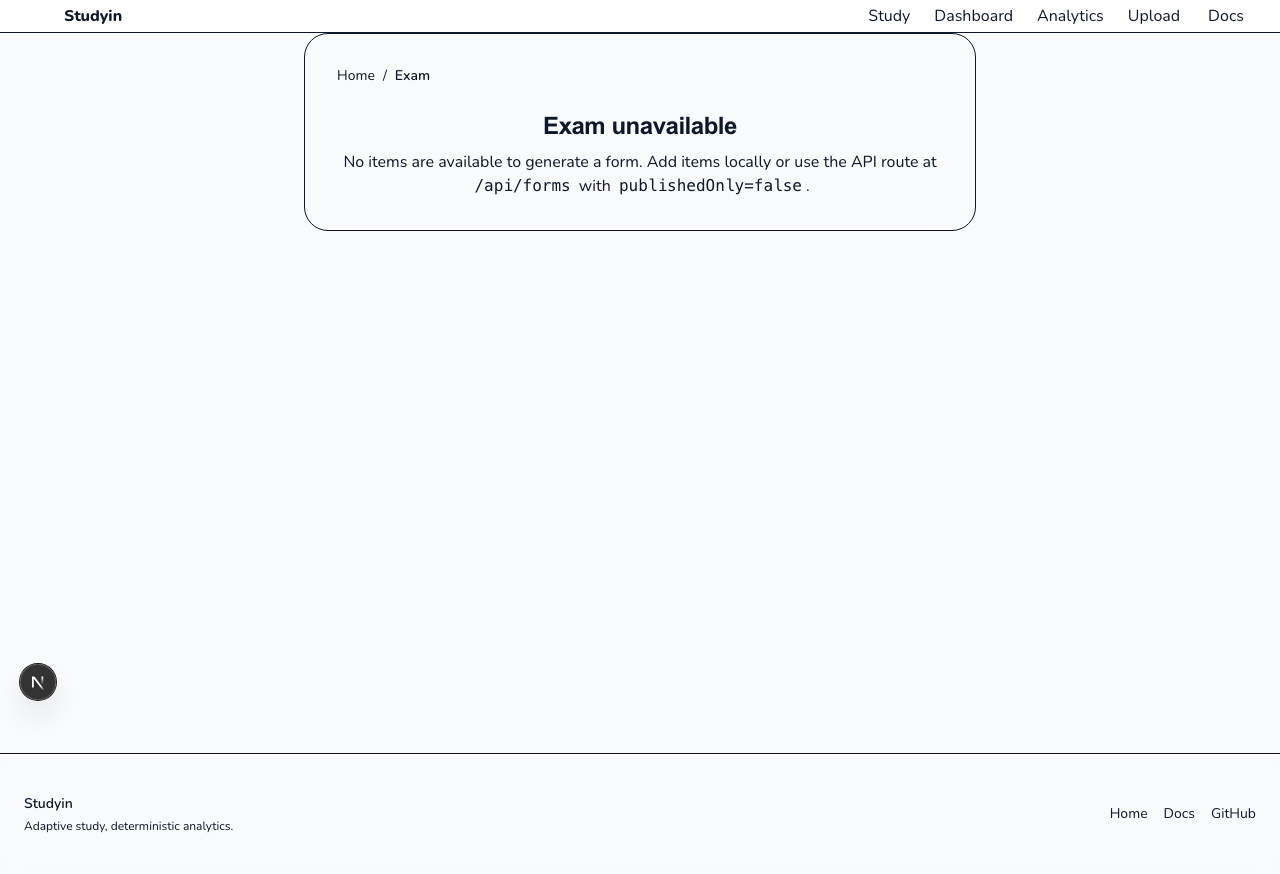 Studyin
Study Dashboard Analytics Upload Docs
Home / Exam
Exam unavailable
No items are available to generate a form. Add items locally or use the API route at
/api/forms with publishedOnly=false .
N
Studyin
Adaptive study, deterministic analytics.
Home Docs GitHub